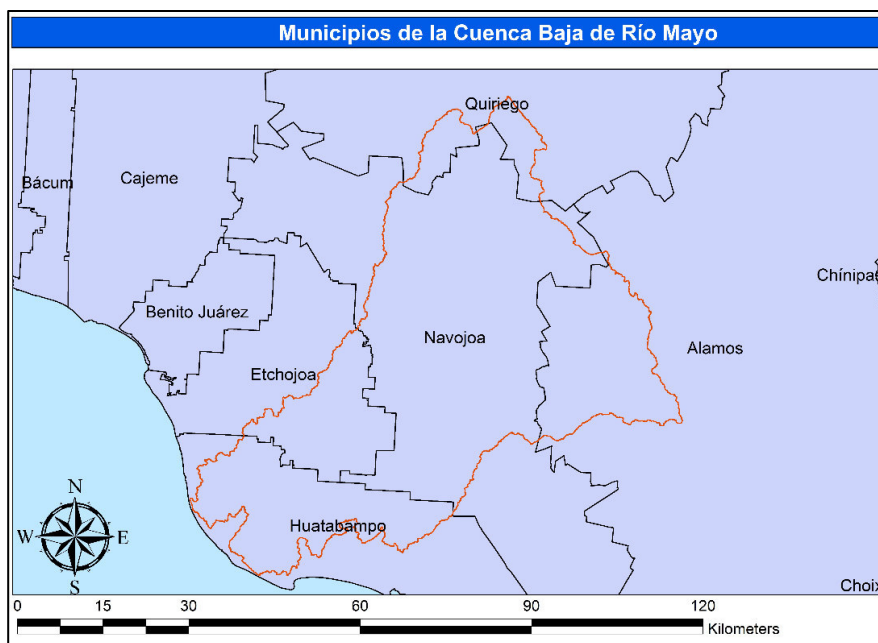 Municipios de la Cuenca Baja de Río Mayo
Quiriego
Cajeme
Bácum
Chínipa
Benito Juárez
Navojoa
Alamos
Etchojoa
Huatabampo
N
W E
S
Choix
0 15 30 60 90 120
Kilometers